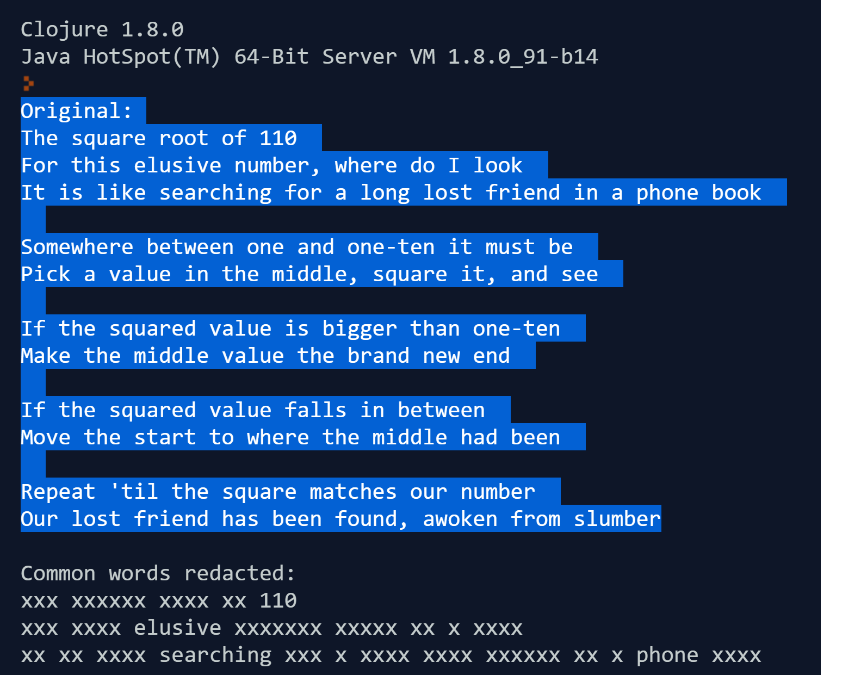 Clojure 1.8.0
Java HotSpot(TM) 64-Bit Server VM 1.8.0_91-b14
Original:
The square root of 110
For this elusive number, where do I look
It is like searching for a long lost friend in a phone book
Somewhere between one and one-ten it must be
Pick a value in the middle, square it, and see
If the squared value is bigger than one-ten
Make the middle value the brand new end
If the squared value falls in between
Move the start to where the middle had been
Repeat 'til the square matches our number
Our lost friend has been found, awoken from slumber
Common words redacted:
xxx xxxxxx xxxx xx 110
xxx xxxx elusive xxxxxxx xxxxx xx x xxxx
xx xx xxxx searching xxx x xxxx xxxx xxxxxx xx x phone xxxx